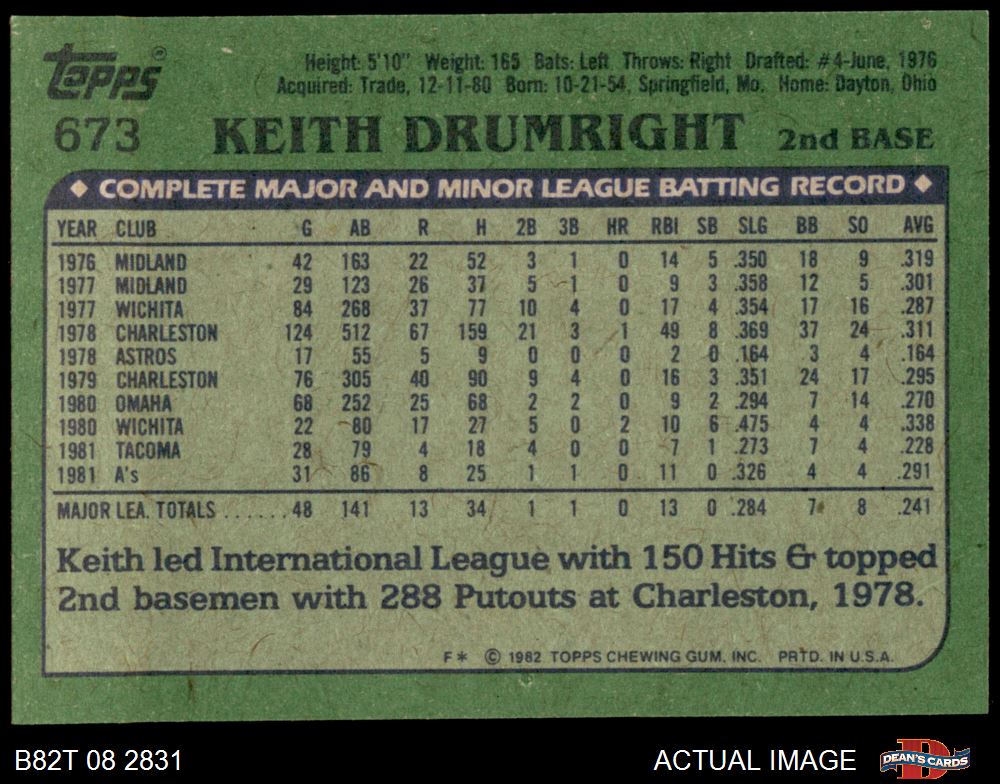 topps®
Height: 5'10" Weight: 165 Bats: Left Throws: Right Drafted: #4-June, 1976
Acquired: Trade, 12-11-80 Born: 10-21-54, Springfield, Mo. Home: Dayton, Ohio
673 KEITH DRUMRIGHT 2nd BASE
◆ COMPLETE MAJOR AND MINOR LEAGUE BATTING RECORD ◆
YEAR CLUB G AB R H 2B 3B HR RBI SB SLG BB SO AVG
1976 MIDLAND 42 163 22 52 3 1 0 14 5 .350 18 9 .319
1977 MIDLAND 29 123 26 37 5 1 0 9 3 .358 12 5 .301
1977 WICHITA 84 268 37 77 10 4 0 17 4 .354 17 16 .287
1978 CHARLESTON 124 512 67 159 21 3 1 49 8 .369 37 24 .311
1978 ASTROS 17 55 5 9 0 0 0 2 0 .164 3 4 .164
1979 CHARLESTON 76 305 40 90 9 4 0 16 3 .351 24 17 .295
1980 OMAHA 68 252 25 68 2 2 0 9 2 .294 7 14 .270
1980 WICHITA 22 80 17 27 5 0 2 10 6 .475 4 4 .338
1981 TACOMA 28 79 4 18 4 0 0 7 1 .273 7 4 .228
1981 A's 31 86 8 25 1 1 0 11 0 .326 4 4 .291
MAJOR LEA. TOTALS ......48 141 13 34 1 1 0 13 0 .284 7 8 .241
Keith led International League with 150 Hits & topped
2nd basemen with 288 Putouts at Charleston, 1978.
F* © 1982 TOPPS CHEWING GUM, INC. PRTD. IN U.S.A.
B82T 08 2831 ACTUAL IMAGE DEAN'S CARDS